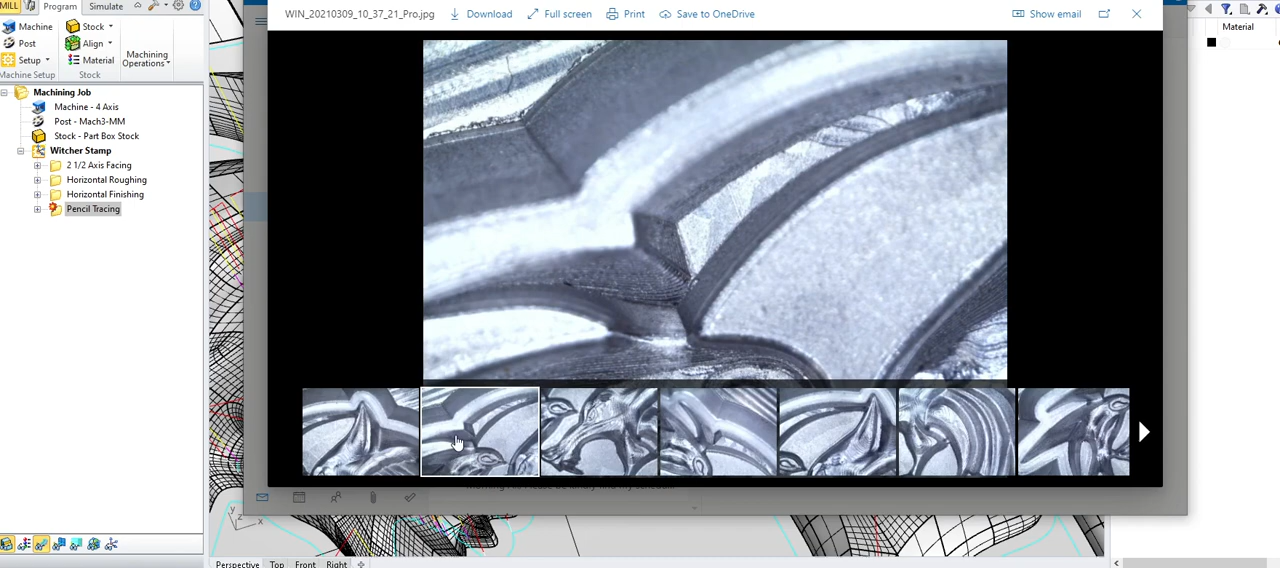 MILL Program Simulate
Machine
Post
Setup
Machine Setup
Stock
Align
Material
Stock
Machining
Operations
Machining Job
Machine - 4 Axis
Post - Mach3-MM
Stock - Part Box Stock
Witcher Stamp
2 1/2 Axis Facing
Horizontal Roughing
Horizontal Finishing
Pencil Tracing
WIN_20210309_10_37_21_Pro.jpg Download Full screen Print Save to OneDrive Show email
Material
y
z
x
Perspective Top Front Right